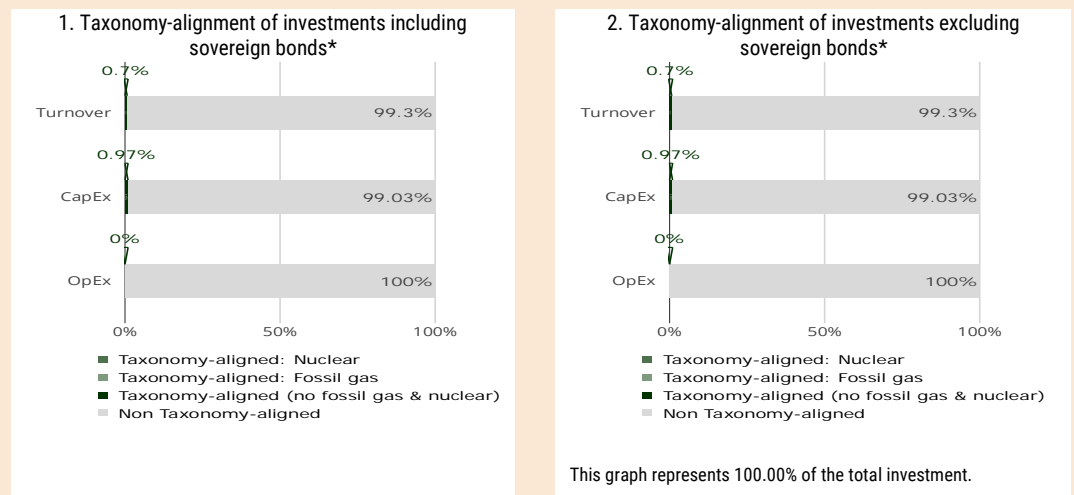 1. Taxonomy-alignment of investments including
sovereign bonds*
0.7%
Turnover 99.3%
0.97%
CapEx 99.03%
0%
OpEx 100%
0% 50% 100%
Taxonomy-aligned: Nuclear
Taxonomy-aligned: Fossil gas
Taxonomy-aligned (no fossil gas & nuclear)
Non Taxonomy-aligned
2. Taxonomy-alignment of investments excluding
sovereign bonds*
0.7%
Turnover 99.3%
0.97%
CapEx 99.03%
0%
OpEx 100%
0% 50% 100%
Taxonomy-aligned: Nuclear
Taxonomy-aligned: Fossil gas
Taxonomy-aligned (no fossil gas & nuclear)
Non Taxonomy-aligned
This graph represents 100.00% of the total investment.